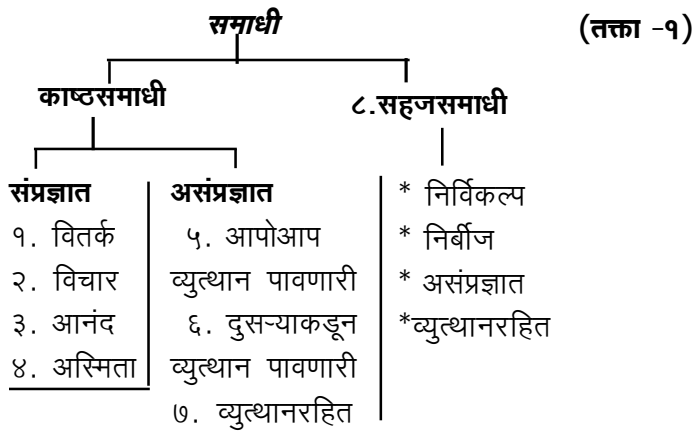 समाधी
(तक्ता -१)
काष्ठसमाधी
८.सहजसमाधी
संप्रज्ञात
१. वितर्क
२. विचार
३. आनंद
४. अस्मिता
असंप्रज्ञात
५. आपोआप
व्युत्थान पावणारी
६. दुसऱ्याकडून
व्युत्थान पावणारी
७. व्युत्थानरहित
* निर्विकल्प
* निर्बीज
* असंप्रज्ञात
*व्युत्थानरहित